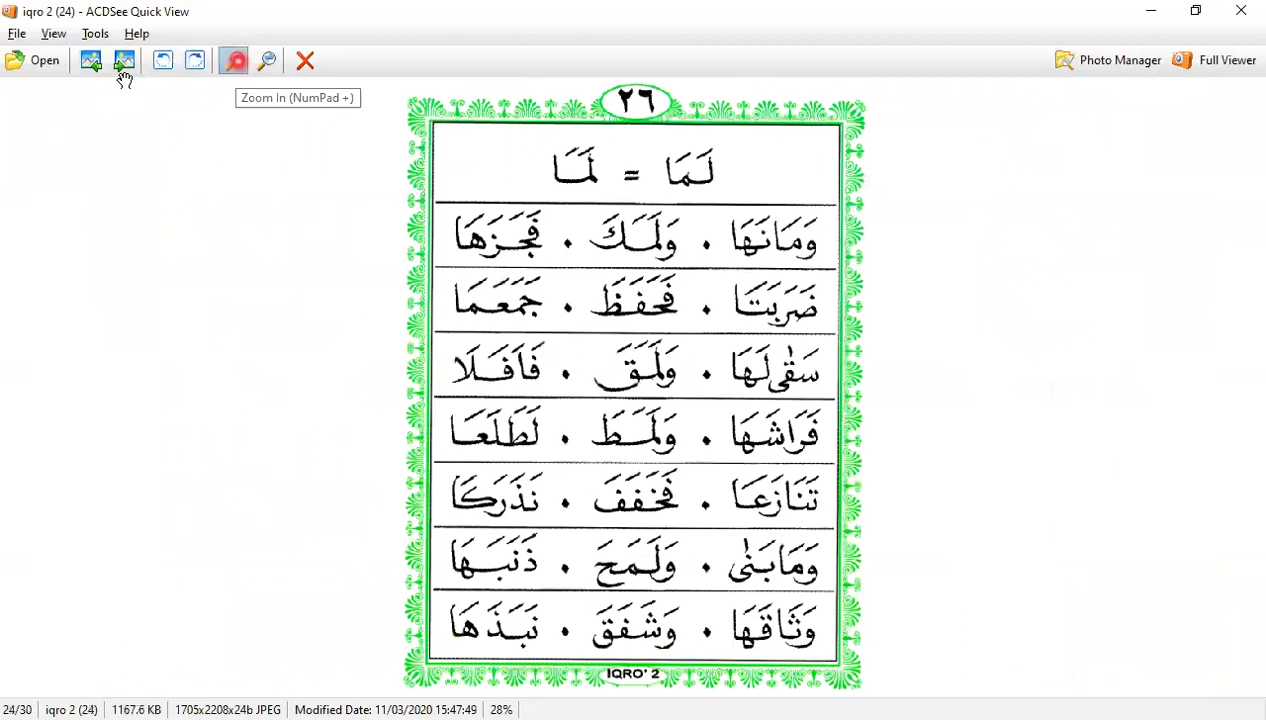 iqro 2 (24) - ACDSee Quick View
File View Tools Help
Open Photo Manager Full Viewer
Zoom In (NumPad +)
٢٦
لَمَا = لَمَا
وَمَانَهَا . وَلَمَكَ . فَجَزَهَا
ضَرَبَتَا . فَحَفَظَ . جَمَعَمَا
سَقٰىلَهَا . وَلَمَقَ . فَاَفَلَا
فَرَاشَهَا . وَلَمَطَ . لَطَلَعَا
تَنَازَعَا . فَخَفَفَ . نَذَرَكَا
وَمَابَنٰى . وَلَمَحَ . ذَنَبَهَا
وَثَاقَهَا . وَشَفَقَ . نَبَذَهَا
IQRO' 2
24/30 iqro 2 (24) 1167.6 KB 1705x2208x24b JPEG Modified Date: 11/03/2020 15:47:49 28%